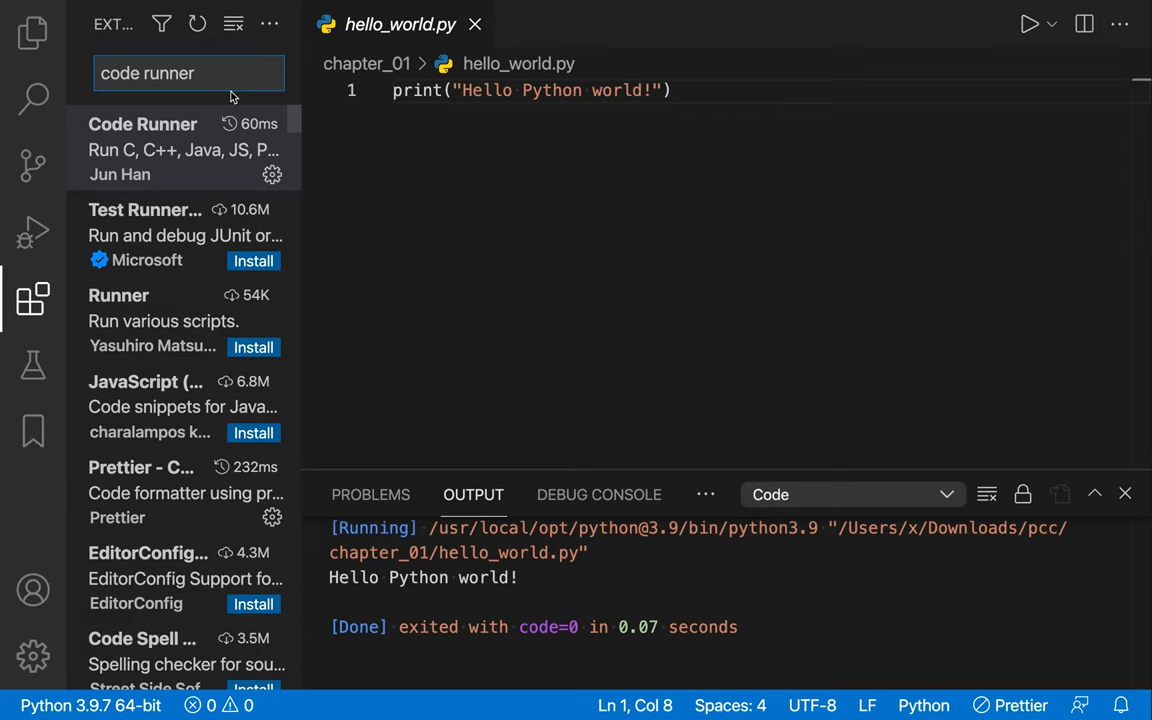 EXT...
code runner
Code Runner 60ms
Run C, C++, Java, JS, P...
Jun Han
Test Runner... 10.6M
Run and debug JUnit or...
Microsoft Install
Runner 54K
Run various scripts.
Yasuhiro Matsu... Install
JavaScript (... 6.8M
Code snippets for Java...
charalampos k... Install
Prettier - C... 232ms
Code formatter using pr...
Prettier
EditorConfig... 4.3M
EditorConfig Support fo...
EditorConfig Install
Code Spell ... 3.5M
Spelling checker for sou...
Street Side Sof... Install
hello_world.py
chapter_01 > hello_world.py
1 print("Hello Python world!")
PROBLEMS OUTPUT DEBUG CONSOLE ... Code
[Running] /usr/local/opt/python@3.9/bin/python3.9 "/Users/x/Downloads/pcc/
chapter_01/hello_world.py"
Hello Python world!
[Done] exited with code=0 in 0.07 seconds
Python 3.9.7 64-bit 0 0 Ln 1, Col 8 Spaces: 4 UTF-8 LF Python Prettier